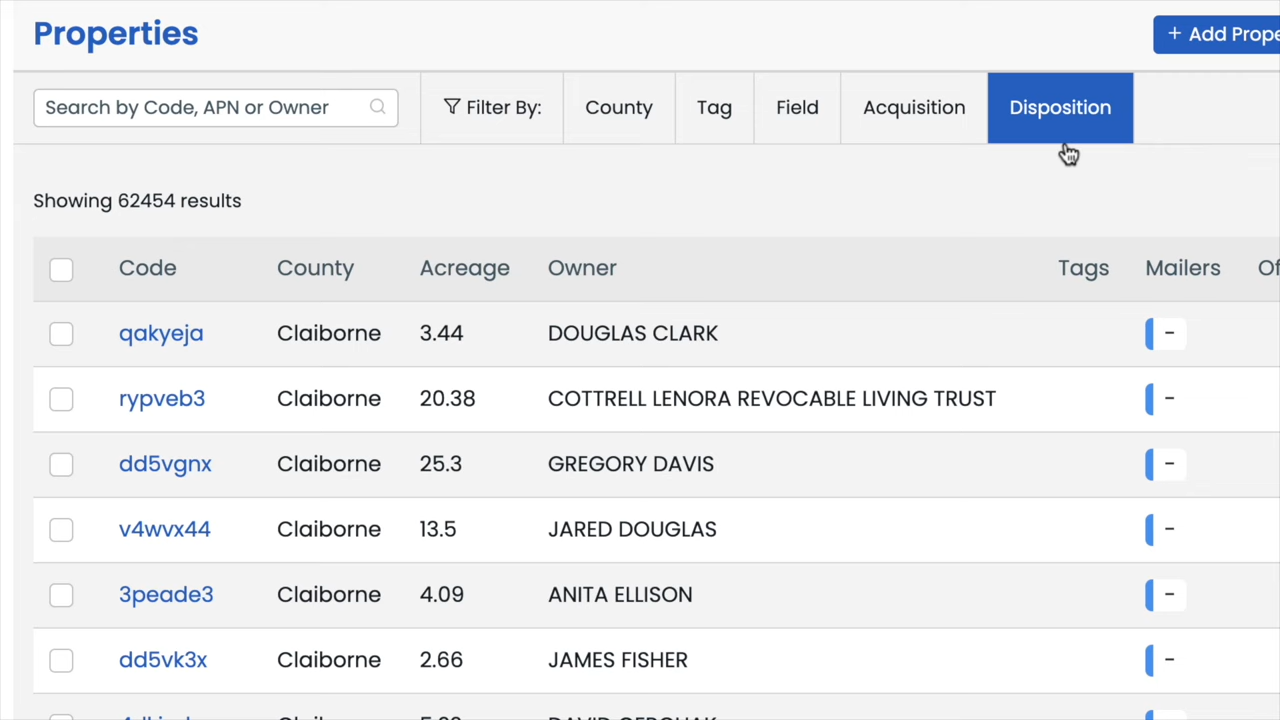 Properties
+ Add Prope
Search by Code, APN or Owner
Filter By:
County
Tag
Field
Acquisition
Disposition
Showing 62454 results
Code County Acreage Owner Tags Mailers Of
qakyeja Claiborne 3.44 DOUGLAS CLARK -
rypveb3 Claiborne 20.38 COTTRELL LENORA REVOCABLE LIVING TRUST -
dd5vgnx Claiborne 25.3 GREGORY DAVIS -
v4wvx44 Claiborne 13.5 JARED DOUGLAS -
3peade3 Claiborne 4.09 ANITA ELLISON -
dd5vk3x Claiborne 2.66 JAMES FISHER -